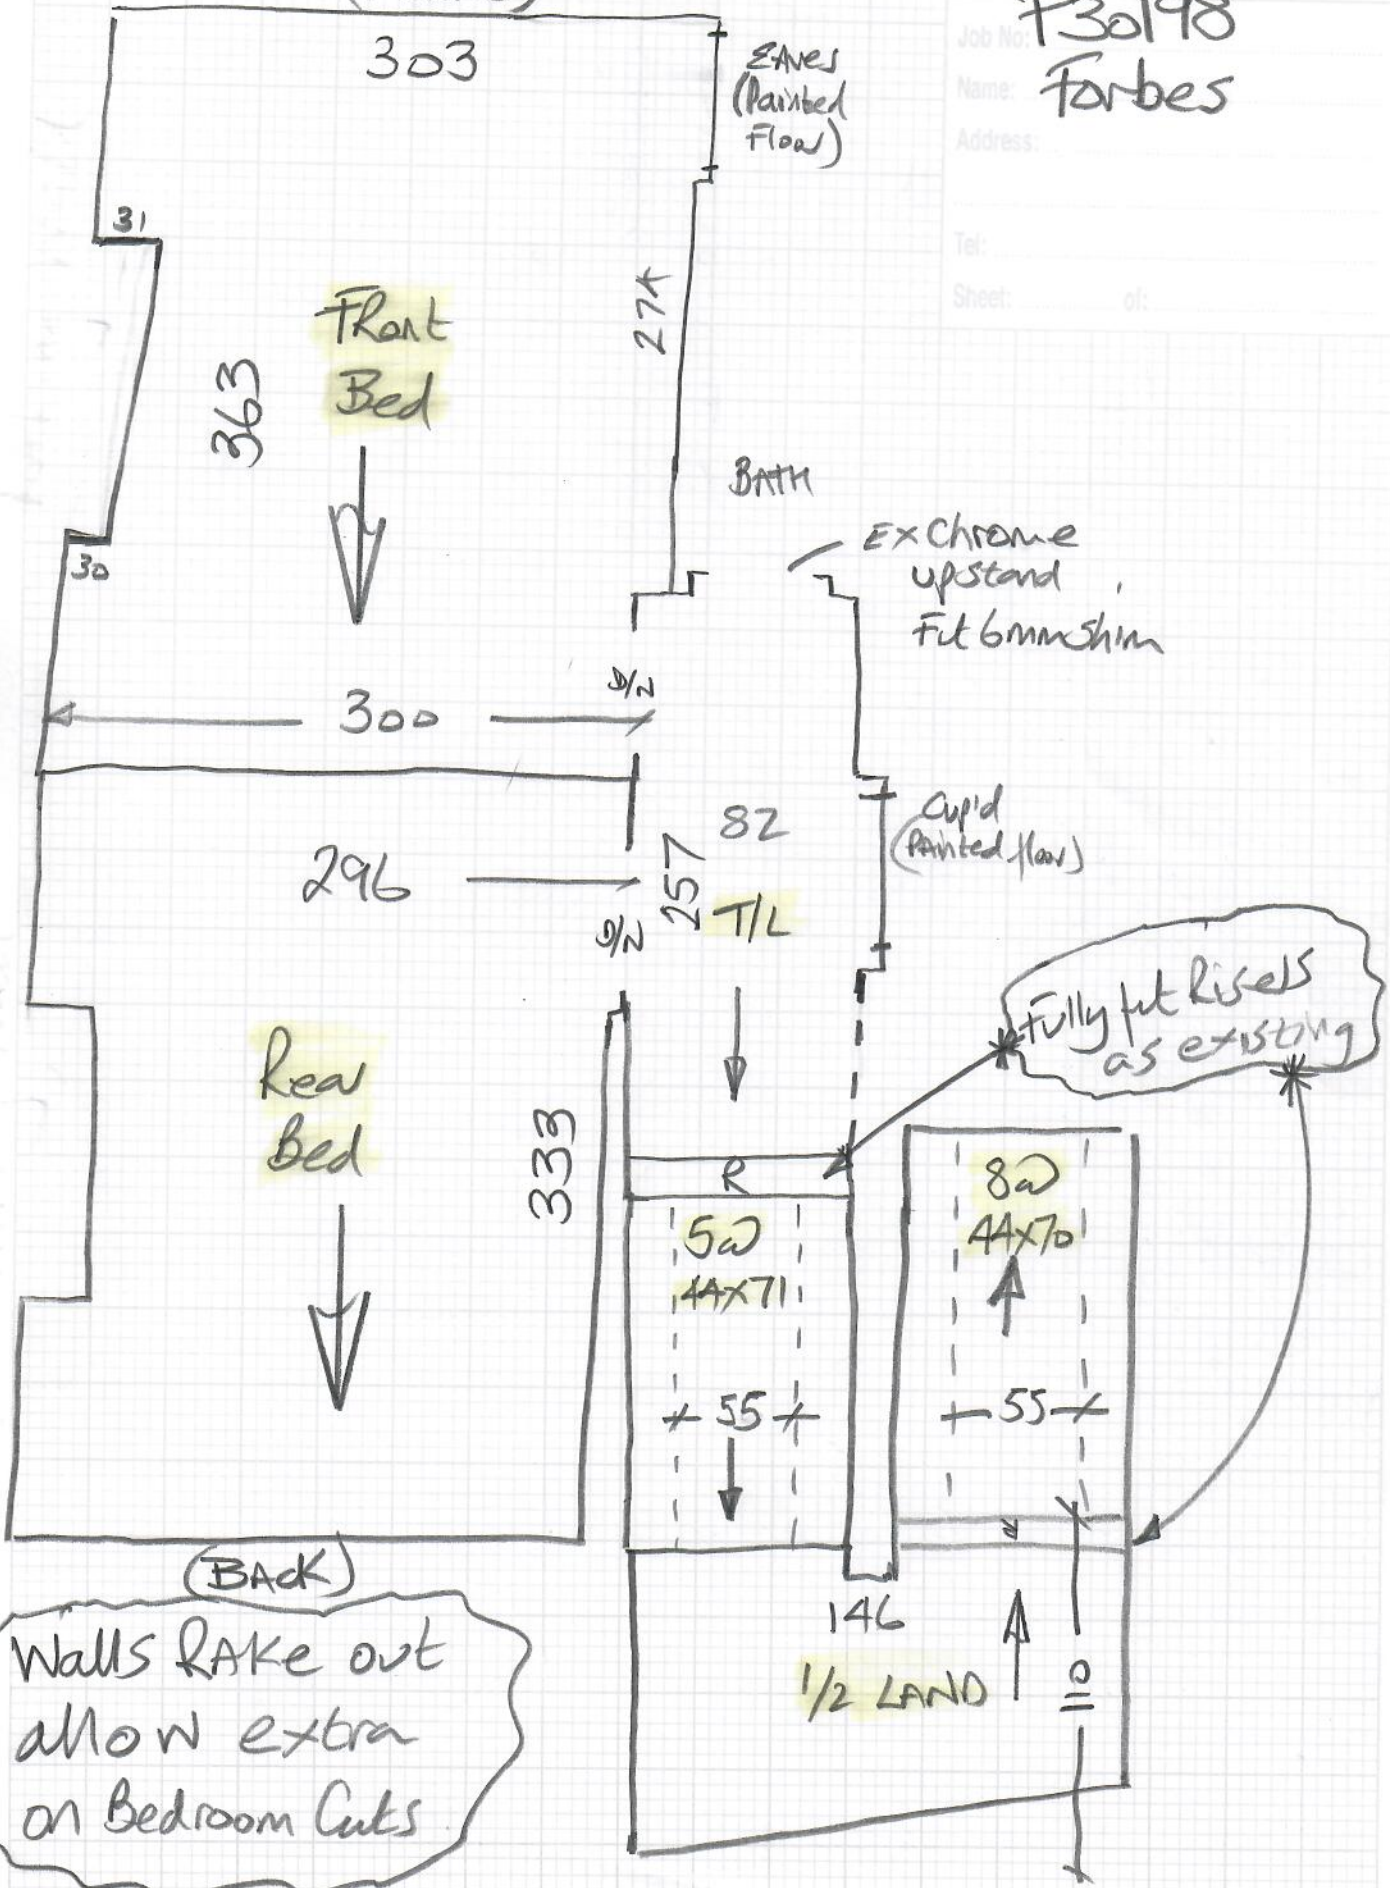 Job No: P30198
Name: Forbes
Address:
Tel:
Sheet: of:
303
Eaves
(Painted
Floor)
31
274
Front
Bed
363
BATH
Ex Chrome
upstand
Fit 6mm Shim
30
D/N
300
82
Cup'd
(Painted floor)
296
257
T/L
D/N
Fully fit Risers
as existing
Rear
Bed
333
R
5@
44x71
8@
44x70
55
55
R
(BACK)
146
1/2 LAND
110
Walls RAKE out
allow extra
on Bedroom Cuts